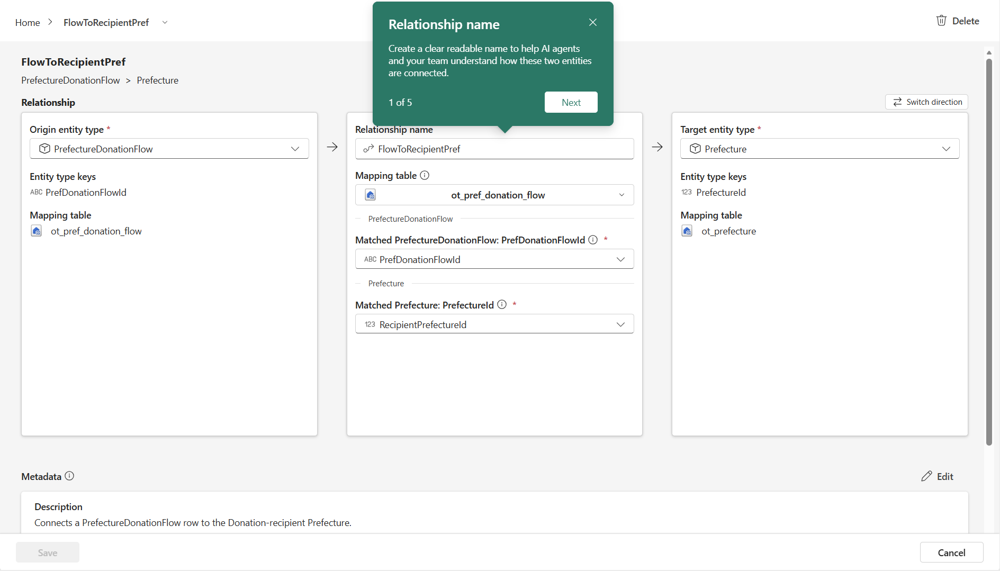 Home > FlowToRecipientPref
Delete
Relationship name
Create a clear readable name to help AI agents
and your team understand how these two entities
are connected.
1 of 5
Next
FlowToRecipientPref
PrefectureDonationFlow > Prefecture
Relationship
Switch direction
Origin entity type *
PrefectureDonationFlow
Entity type keys
ABC PrefDonationFlowId
Mapping table
ot_pref_donation_flow
Relationship name
FlowToRecipientPref
Mapping table
ot_pref_donation_flow
PrefectureDonationFlow
Matched PrefectureDonationFlow: PrefDonationFlowId *
ABC PrefDonationFlowId
Prefecture
Matched Prefecture: PrefectureId *
123 RecipientPrefectureId
Target entity type *
Prefecture
Entity type keys
123 PrefectureId
Mapping table
ot_prefecture
Metadata
Edit
Description
Connects a PrefectureDonationFlow row to the Donation-recipient Prefecture.
Save
Cancel